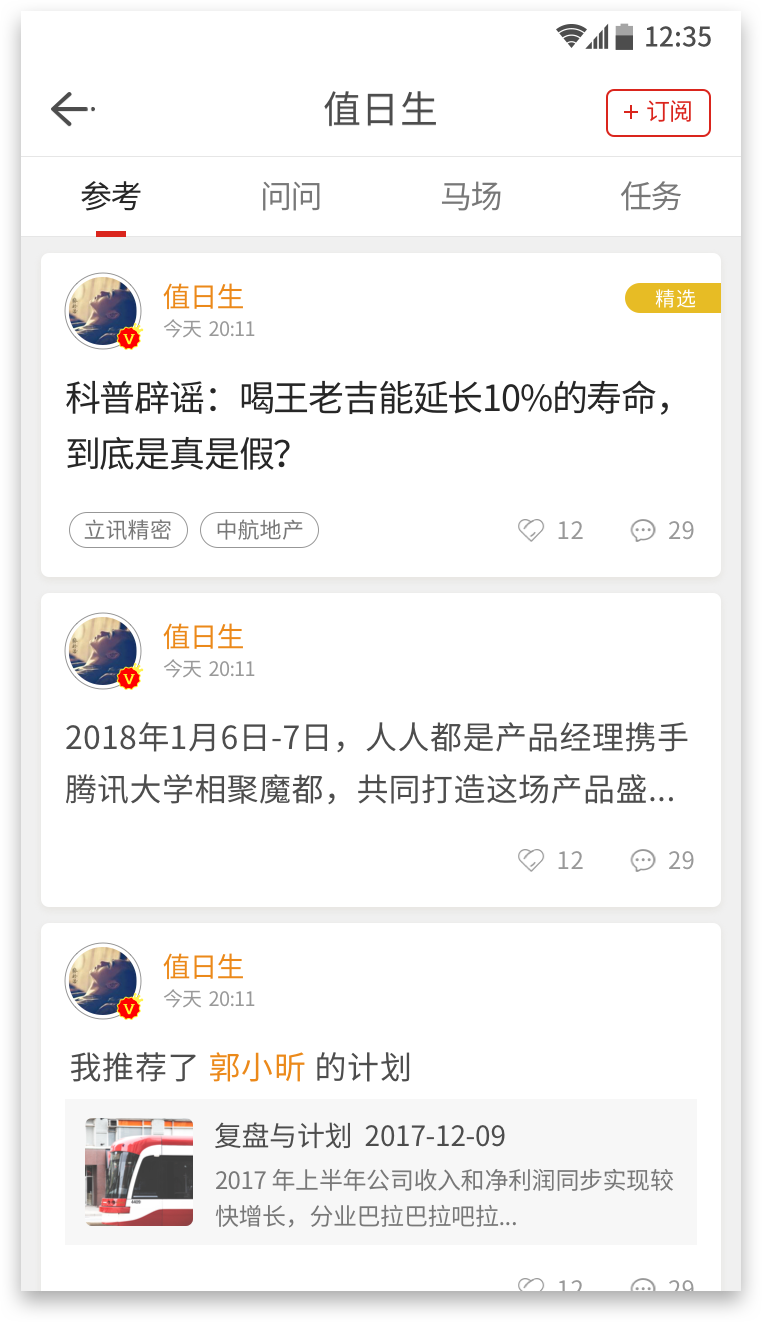 12:35
值日生
+ 订阅
参考 问问 马场 任务
值日生
精选
今天 20:11
科普辟谣：喝王老吉能延长10%的寿命，
到底是真是假？
立讯精密 中航地产 12 29
值日生
今天 20:11
2018年1月6日-7日，人人都是产品经理携手
腾讯大学相聚魔都，共同打造这场产品盛...
12 29
值日生
今天 20:11
我推荐了 郭小昕 的计划
复盘与计划 2017-12-09
2017 年上半年公司收入和净利润同步实现较
快增长，分业巴拉巴拉吧拉...
12 29